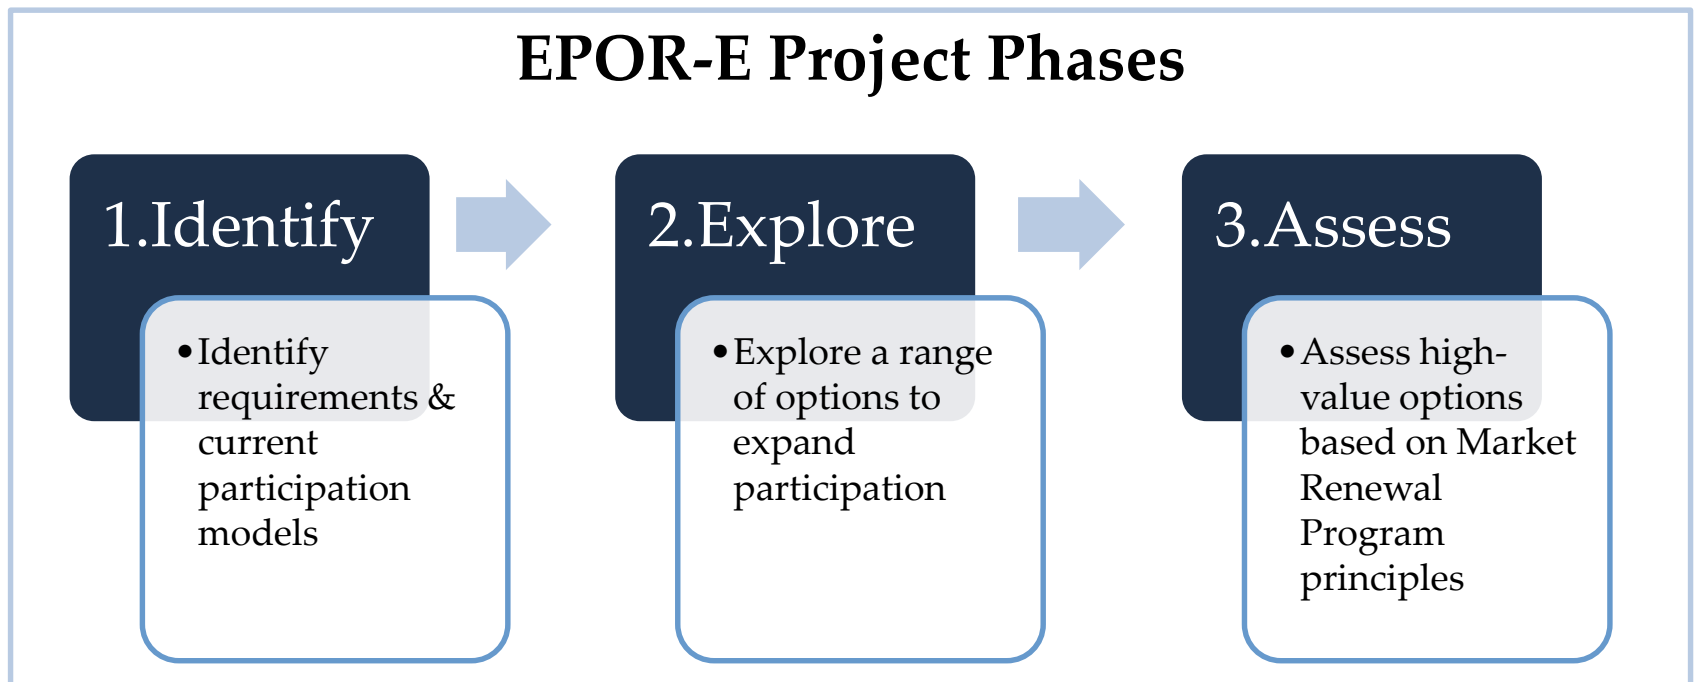 EPOR-E Project Phases
1.Identify
•Identify
requirements &
current
participation
models
2.Explore
•Explore a range
of options to
expand
participation
3.Assess
•Assess high-
value options
based on Market
Renewal
Program
principles